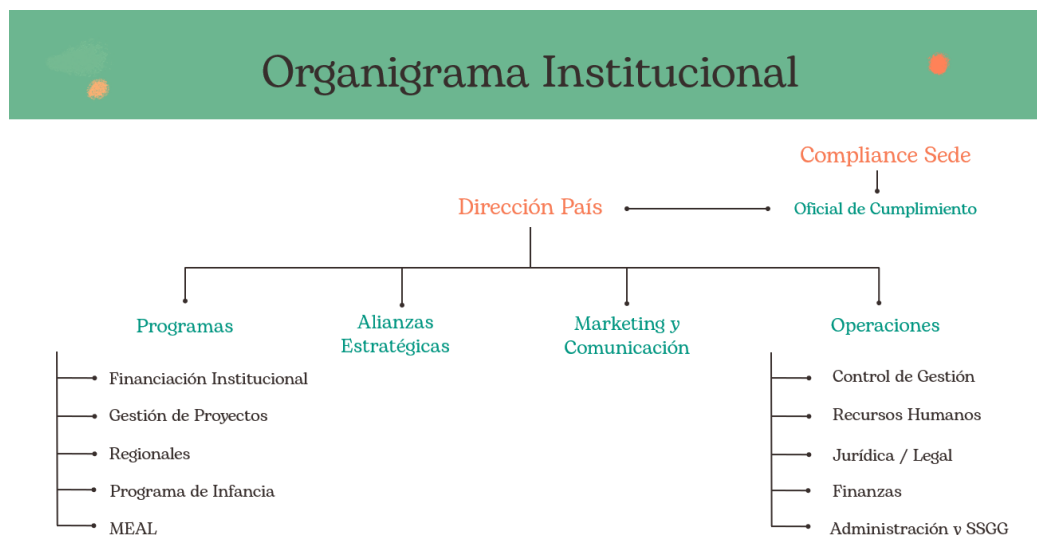 Organigrama Institucional
Compliance Sede
Dirección País
Oficial de Cumplimiento
Programas
Alianzas
Estratégicas
Marketing y
Comunicación
Operaciones
Financiación Institucional
Gestión de Proyectos
Regionales
Programa de Infancia
MEAL
Control de Gestión
Recursos Humanos
Jurídica / Legal
Finanzas
Administración y SSGG